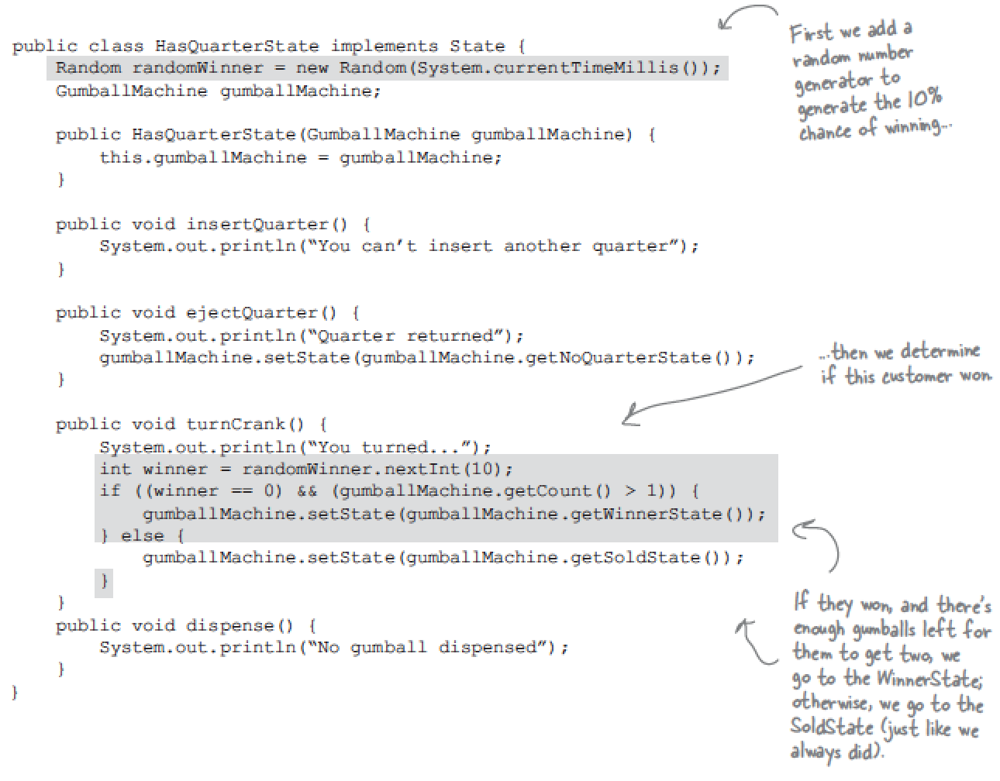 public class HasQuarterState implements State {
Random randomWinner = new Random(System.currentTimeMillis());
GumballMachine gumballMachine;
public HasQuarterState(GumballMachine gumballMachine) {
this.gumballMachine = gumballMachine;
}
public void insertQuarter() {
System.out.println(“You can’t insert another quarter”);
}
public void ejectQuarter() {
System.out.println(“Quarter returned”);
gumballMachine.setState(gumballMachine.getNoQuarterState());
}
public void turnCrank() {
System.out.println(“You turned...”);
int winner = randomWinner.nextInt(10);
if ((winner == 0) && (gumballMachine.getCount() > 1)) {
gumballMachine.setState(gumballMachine.getWinnerState());
} else {
gumballMachine.setState(gumballMachine.getSoldState());
}
}
public void dispense() {
System.out.println(“No gumball dispensed”);
}
}
First we add a
random number
generator to
generate the 10%
chance of winning...
...then we determine
if this customer won.
If they won, and there’s
enough gumballs left for
them to get two, we
go to the WinnerState;
otherwise, we go to the
SoldState (just like we
always did).